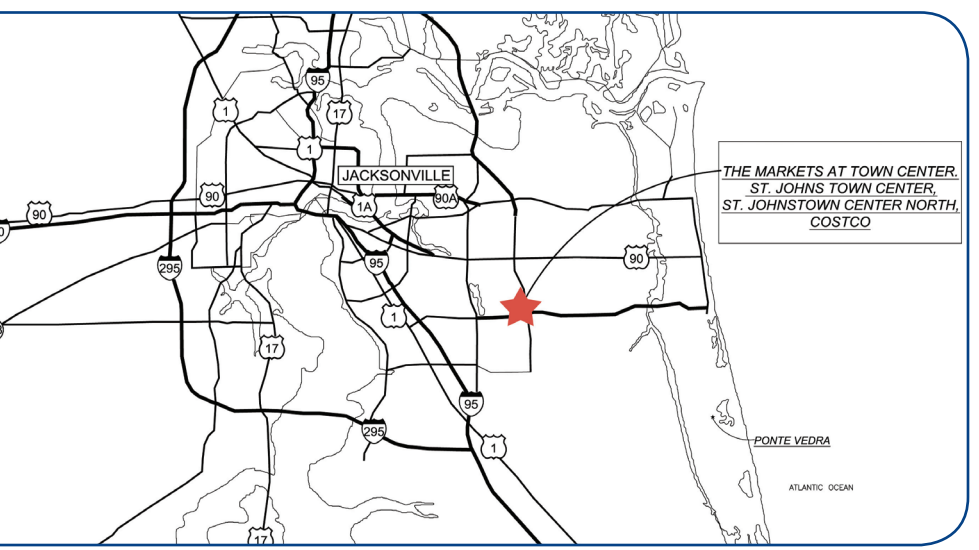 95
1
17
1
JACKSONVILLE
THE MARKETS AT TOWN CENTER.
ST. JOHNS TOWN CENTER,
ST. JOHNSTOWN CENTER NORTH,
COSTCO
90
90
1A
90A
295
95
90
1
17
95
295
1
PONTE VEDRA
ATLANTIC OCEAN
17